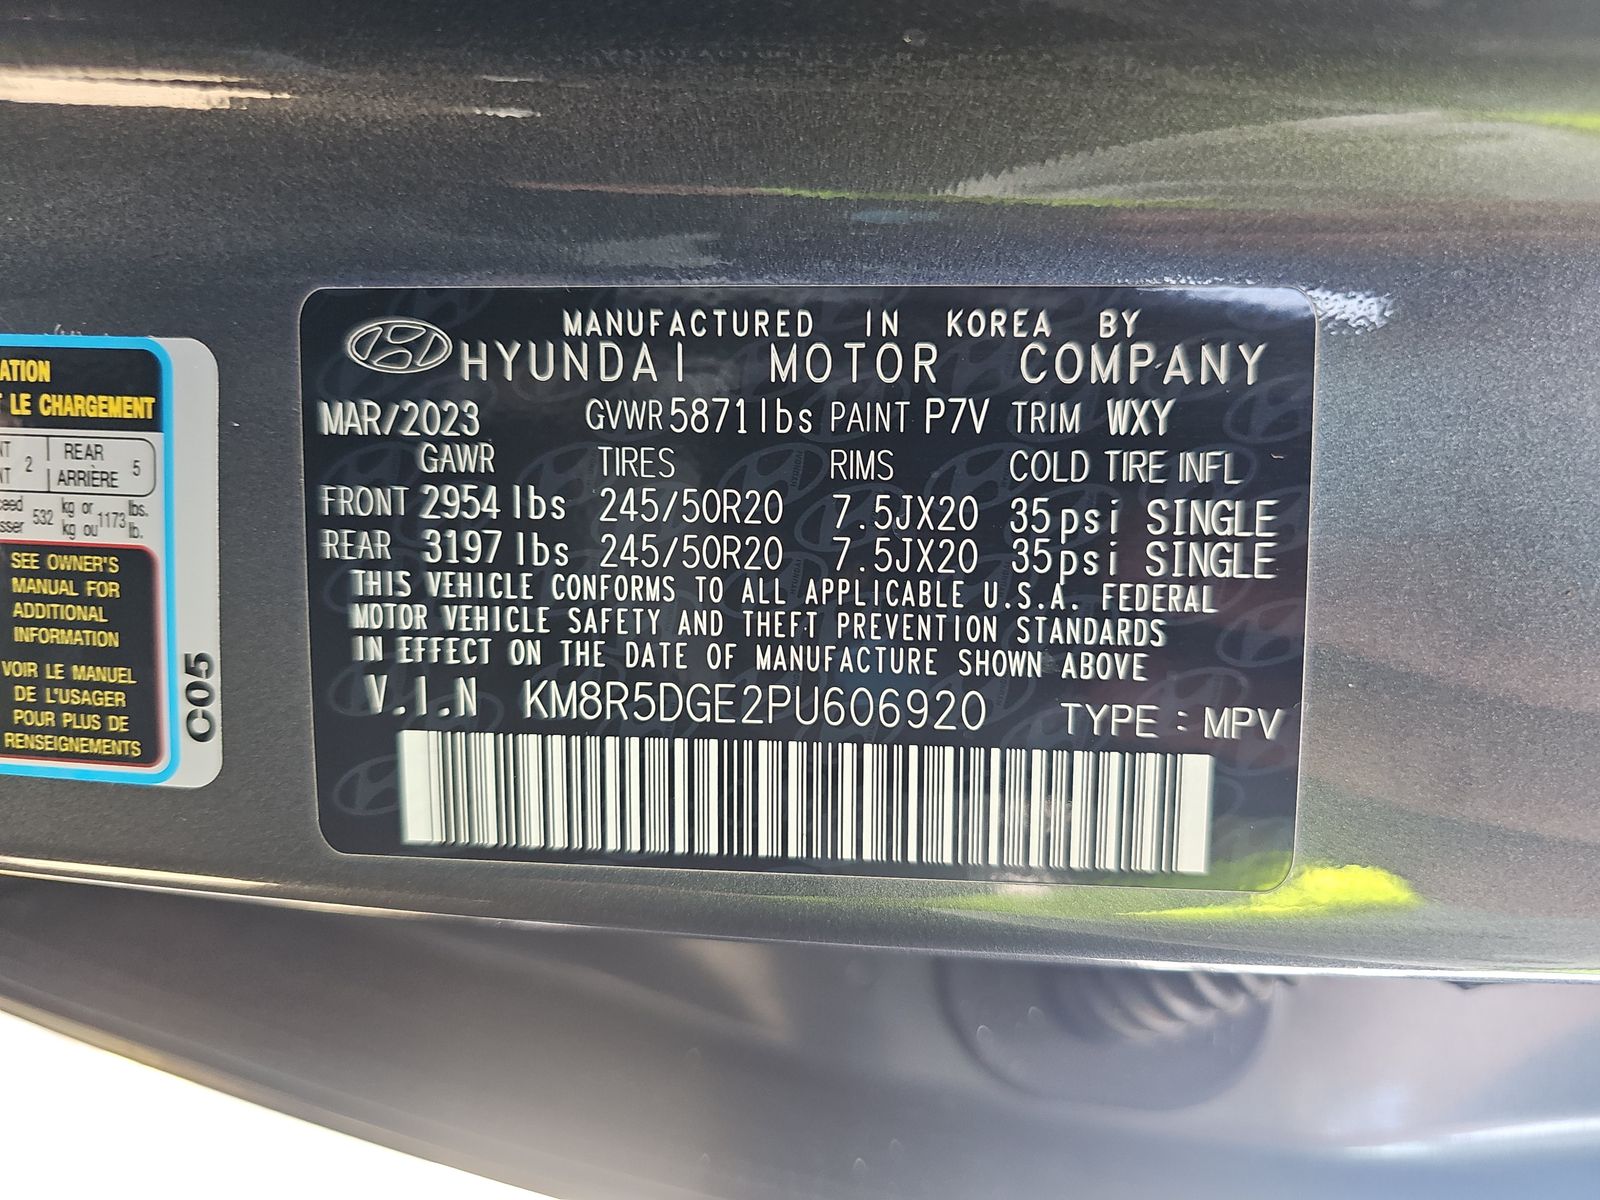 MANUFACTURED IN KOREA BY
HYUNDAI MOTOR COMPANY
MAR/2023 GVWR 5871lbs PAINT P7V TRIM WXY
GAWR TIRES RIMS COLD TIRE INFL
FRONT 2954 lbs 245/50R20 7.5JX20 35psi SINGLE
REAR 3197 lbs 245/50R20 7.5JX20 35psi SINGLE
THIS VEHICLE CONFORMS TO ALL APPLICABLE U.S.A. FEDERAL
MOTOR VEHICLE SAFETY AND THEFT PREVENTION STANDARDS
IN EFFECT ON THE DATE OF MANUFACTURE SHOWN ABOVE
V.I.N KM8R5DGE2PU606920 TYPE : MPV
ATION
LE CHARGEMENT
2 REAR 5
ARRIÈRE
532 kg or 1173 lbs.
kg ou lb.
SEE OWNER'S
MANUAL FOR
ADDITIONAL
INFORMATION
VOIR LE MANUEL
DE L'USAGER
POUR PLUS DE
RENSEIGNEMENTS
C05